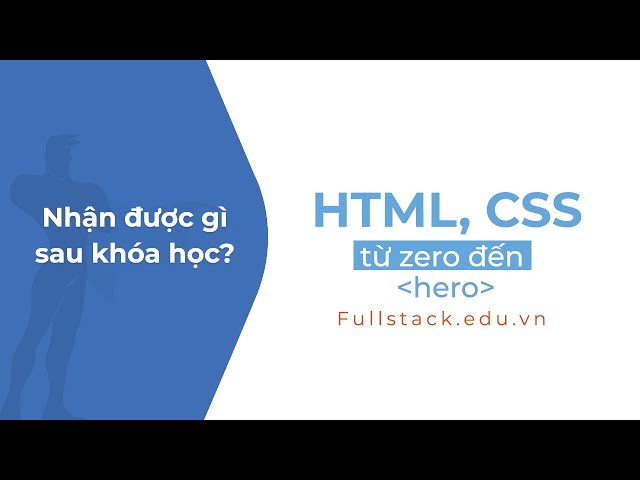 Nhận được gì
sau khóa học?
HTML, CSS
từ zero đến
<hero>
Fullstack.edu.vn